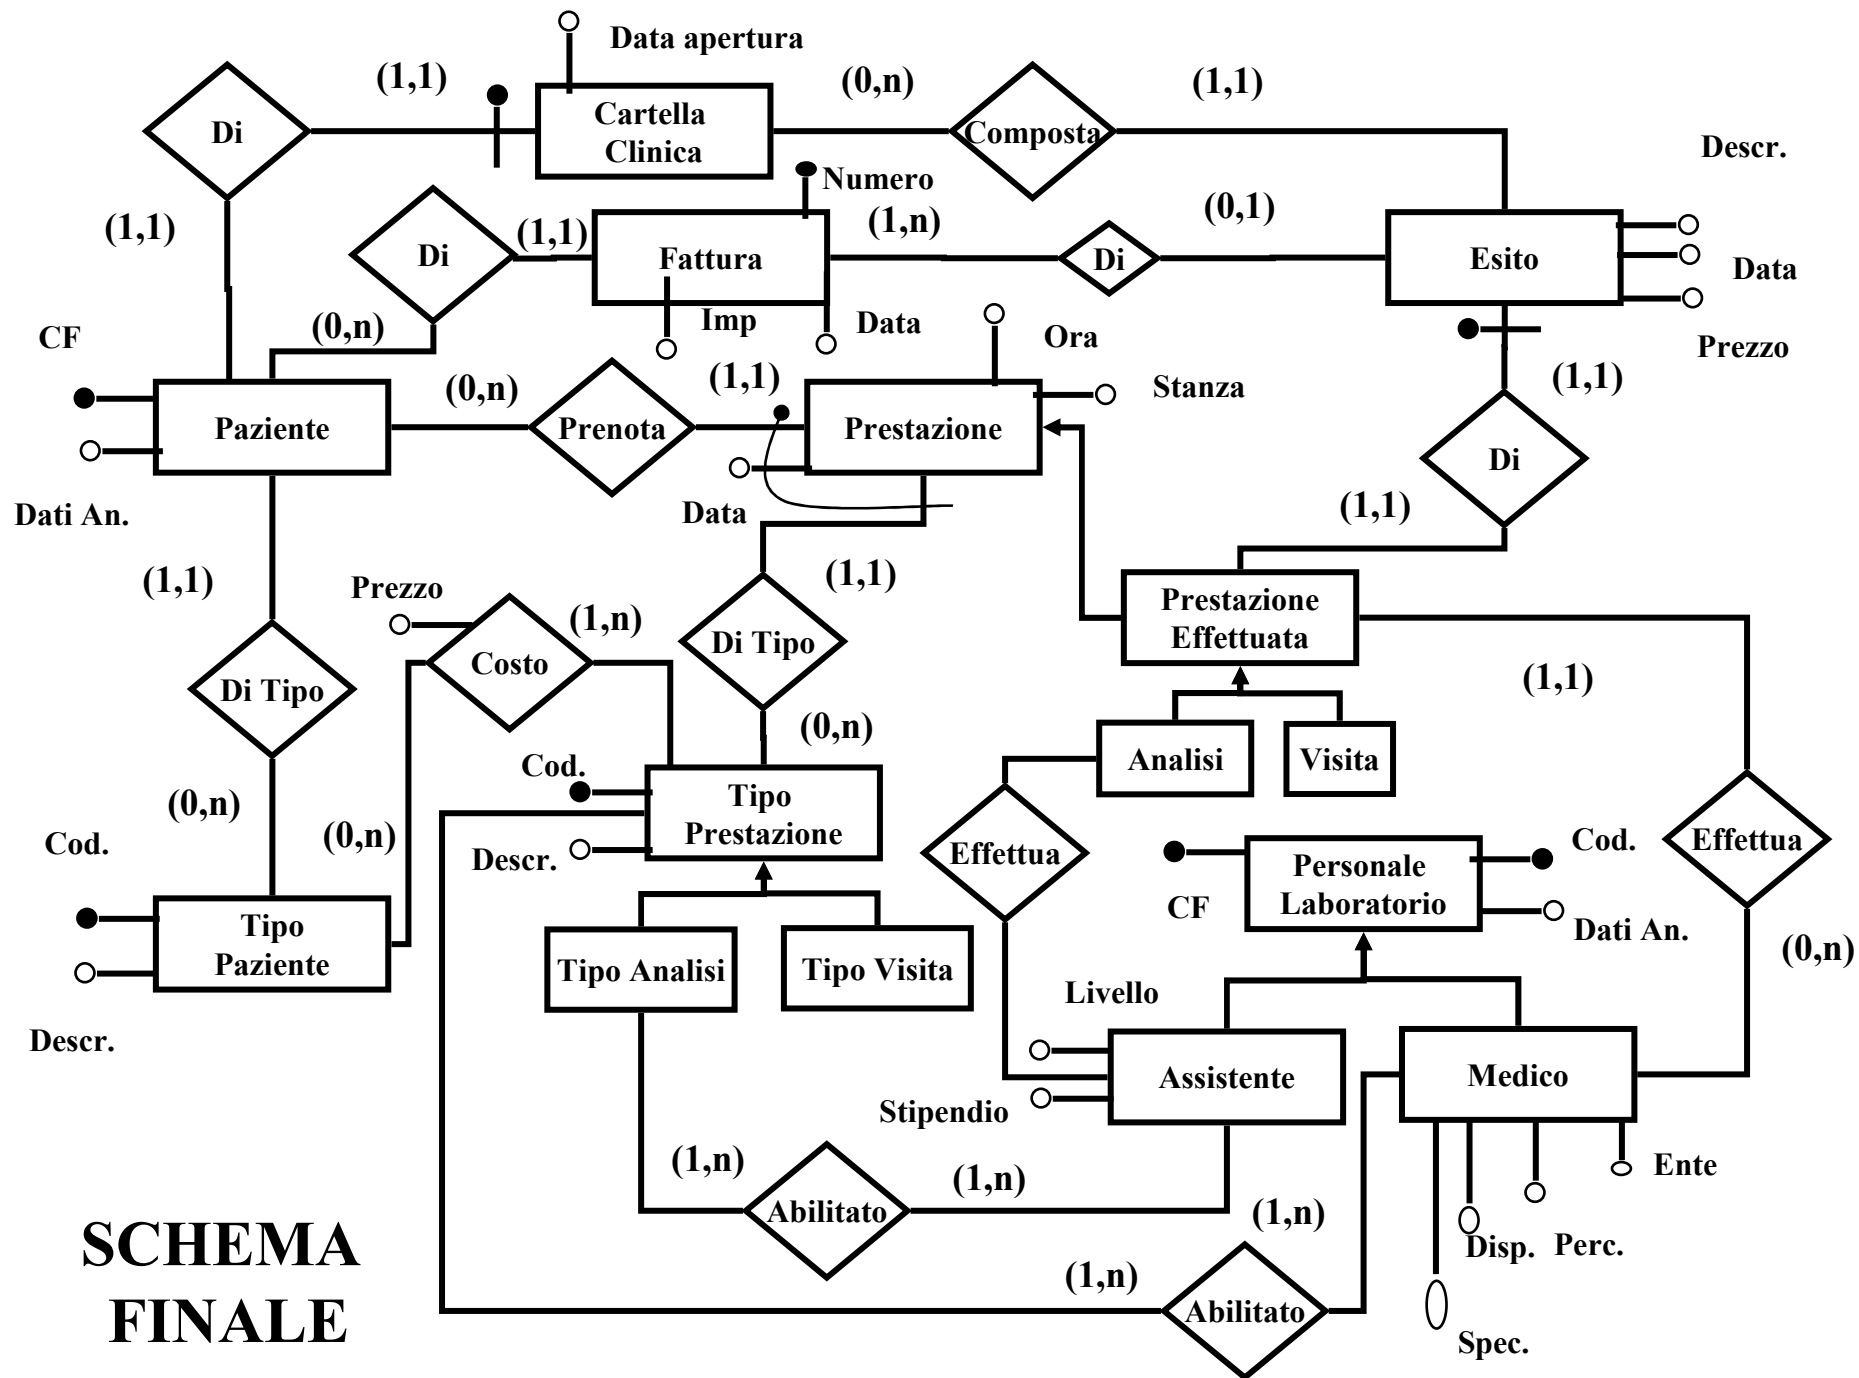 Data apertura
(1,1)
(0,n)
(1,1)
Di
Cartella
Clinica
Composta
Descr.
Numero
(1,1)
(1,1)
(1,n)
(0,1)
Di
Fattura
Di
Esito
Data
CF
(0,n)
Imp
Data
Ora
Prezzo
(0,n)
(1,1)
Stanza
(1,1)
Paziente
Prenota
Prestazione
Di
Dati An.
Data
(1,1)
(1,1)
Prezzo
(1,n)
(1,1)
Prestazione
Effettuata
Di Tipo
Costo
Di Tipo
(1,1)
(0,n)
Analisi
Visita
Cod.
(0,n)
(0,n)
Tipo
Prestazione
Cod.
Descr.
Effettua
Personale
Laboratorio
Cod.
Effettua
CF
Dati An.
(0,n)
Tipo
Paziente
Tipo Analisi
Tipo Visita
Livello
Descr.
Assistente
Medico
Stipendio
(1,n)
(1,n)
Ente
Abilitato
(1,n)
Disp.
Perc.
SCHEMA
FINALE
(1,n)
Abilitato
Spec.